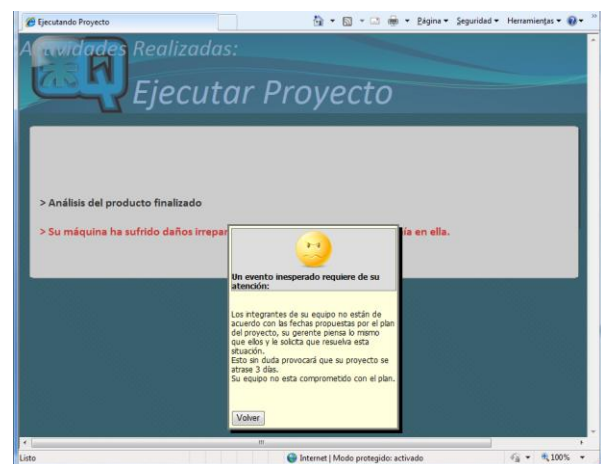 Ejecutando Proyecto
Página Seguridad Herramientas
Actividades Realizadas:
Ejecutar Proyecto
> Análisis del producto finalizado
> Su máquina ha sufrido daños ía en ella.
Un evento inesperado requiere de su
atención:
Los integrantes de su equipo no están de
acuerdo con las fechas propuestas por el plan
del proyecto, su gerente piensa lo mismo
que ellos y le solicita que resuelva esta
situación.
Esto sin duda provocará que su proyecto se
atrase 3 días.
Su equipo no esta comprometido con el plan.
Volver
Listo Internet | Modo protegido: activado 100%